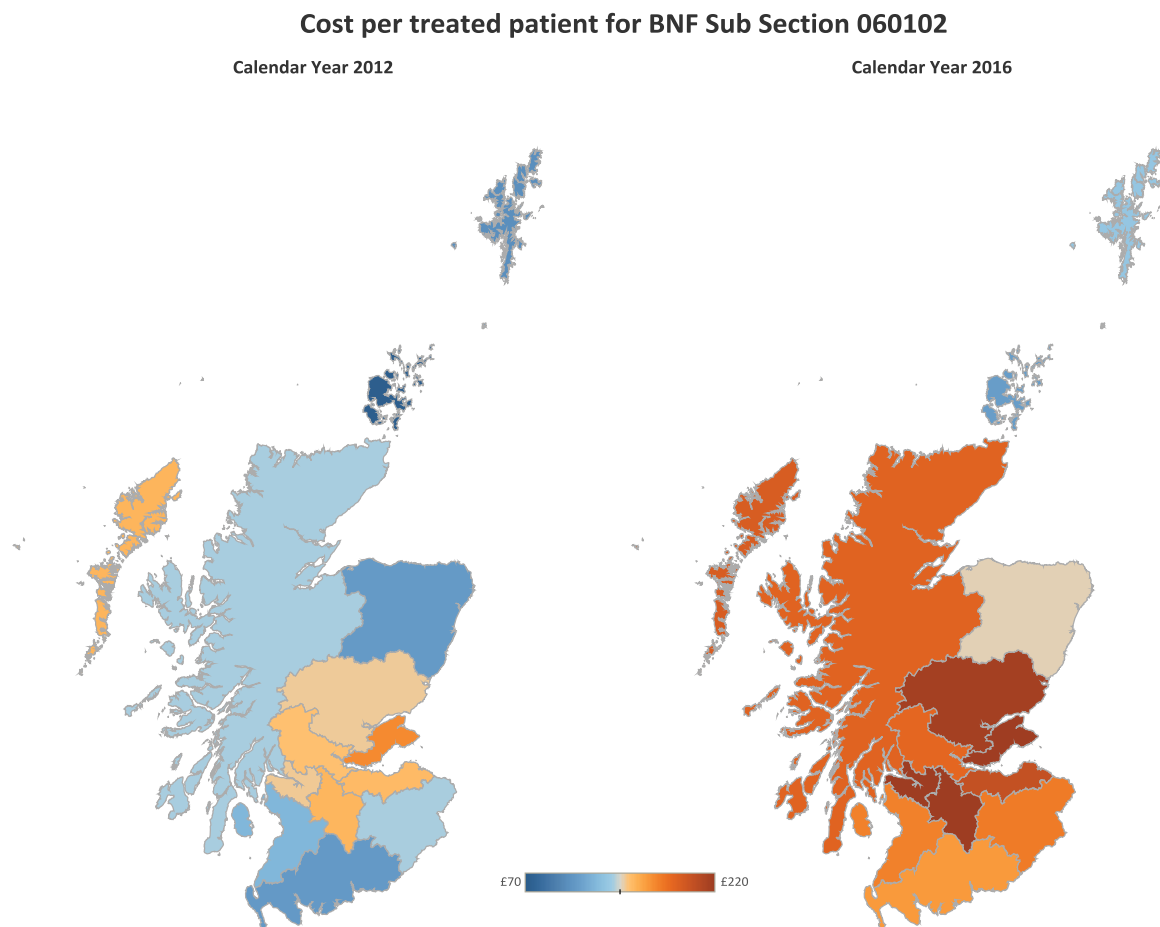 Cost per treated patient for BNF Sub Section 060102
Calendar Year 2012
Calendar Year 2016
£70
£220